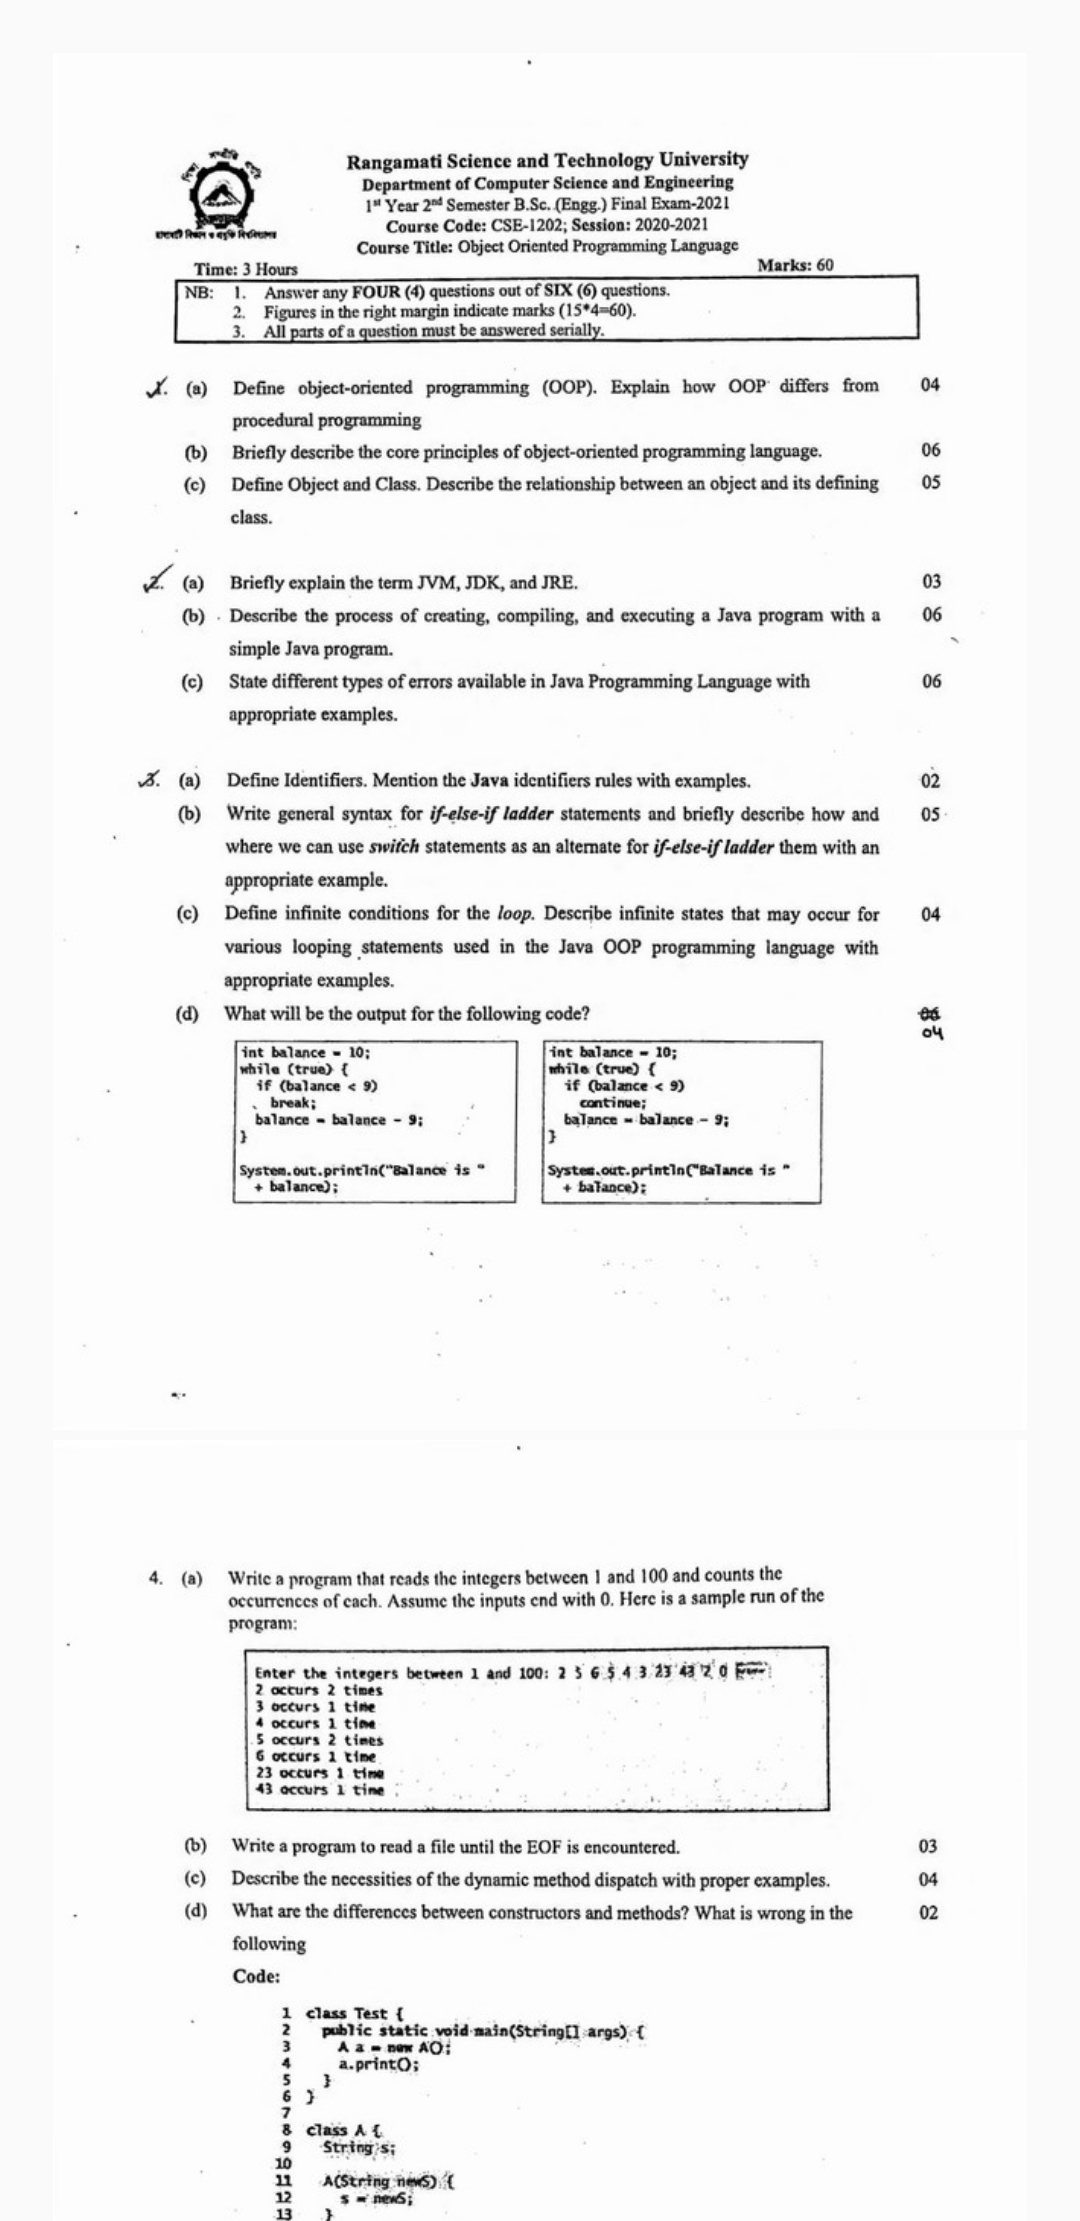 Rangamati Science and Technology University
Department of Computer Science and Engineering
1st Year 2nd Semester B.Sc. (Engg.) Final Exam-2021
Course Code: CSE-1202; Session: 2020-2021
Course Title: Object Oriented Programming Language
Time: 3 Hours Marks: 60
NB: 1. Answer any FOUR (4) questions out of SIX (6) questions.
2. Figures in the right margin indicate marks (15*4=60).
3. All parts of a question must be answered serially.
1. (a) Define object-oriented programming (OOP). Explain how OOP differs from 04
procedural programming
(b) Briefly describe the core principles of object-oriented programming language. 06
(c) Define Object and Class. Describe the relationship between an object and its defining 05
class.
2. (a) Briefly explain the term JVM, JDK, and JRE. 03
(b) Describe the process of creating, compiling, and executing a Java program with a 06
simple Java program.
(c) State different types of errors available in Java Programming Language with 06
appropriate examples.
3. (a) Define Identifiers. Mention the Java identifiers rules with examples. 02
(b) Write general syntax for if-else-if ladder statements and briefly describe how and 05
where we can use switch statements as an alternate for if-else-if ladder them with an
appropriate example.
(c) Define infinite conditions for the loop. Describe infinite states that may occur for 04
various looping statements used in the Java OOP programming language with
appropriate examples.
(d) What will be the output for the following code?
04
int balance = 10;
while (true) {
if (balance < 9)
break;
balance = balance - 9;
}
System.out.println("Balance is "
+ balance);
int balance = 10;
while (true) {
if (balance < 9)
continue;
balance = balance - 9;
}
System.out.println("Balance is "
+ balance);
4. (a) Write a program that reads the integers between 1 and 100 and counts the
occurrences of each. Assume the inputs end with 0. Here is a sample run of the
program:
Enter the integers between 1 and 100: 2 5 6 5 4 3 23 43 2 0
2 occurs 2 times
3 occurs 1 time
4 occurs 1 time
5 occurs 2 times
6 occurs 1 time
23 occurs 1 time
43 occurs 1 time
(b) Write a program to read a file until the EOF is encountered. 03
(c) Describe the necessities of the dynamic method dispatch with proper examples. 04
(d) What are the differences between constructors and methods? What is wrong in the 02
following
Code:
1 class Test {
2 public static void main(String[] args) {
3 A a = new A();
4 a.print();
5 }
6 }
7
8 class A {
9 String s;
10
11 A(String newS) {
12 s = newS;
13 }